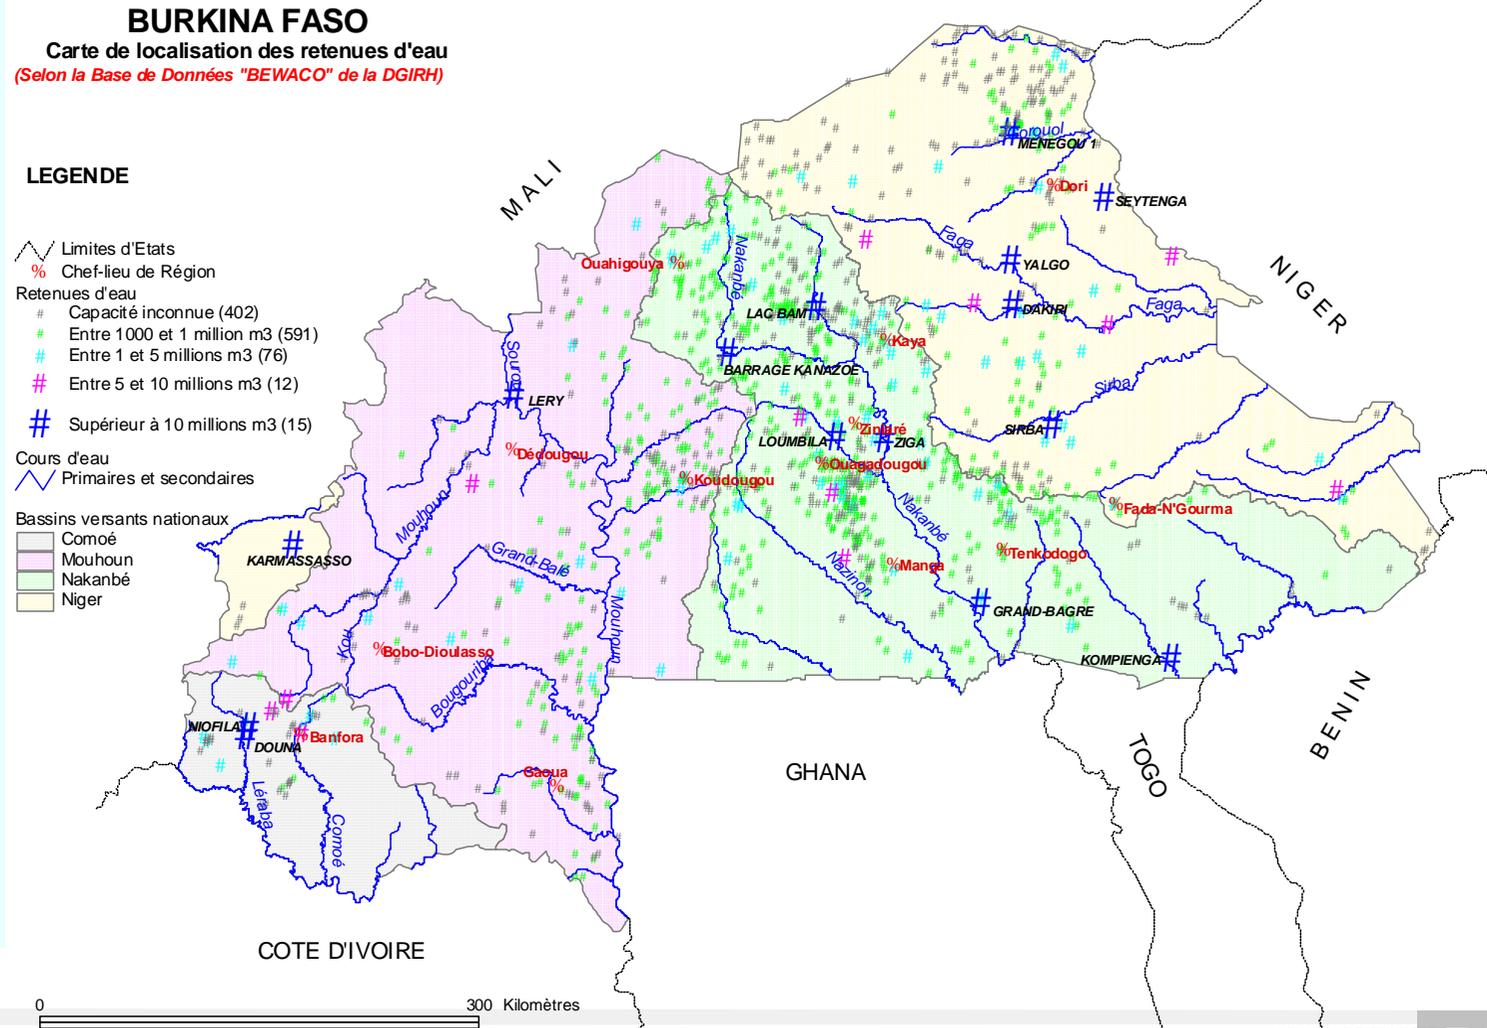 BURKINA FASO
Carte de localisation des retenues d'eau
(Selon la Base de Données "BEWACO" de la DGIRH)
LEGENDE
Limites d'Etats
Chef-lieu de Région
Retenues d'eau
Capacité inconnue (402)
Entre 1000 et 1 million m3 (591)
Entre 1 et 5 millions m3 (76)
Entre 5 et 10 millions m3 (12)
Supérieur à 10 millions m3 (15)
Cours d'eau
Primaires et secondaires
Bassins versants nationaux
Comoé
Mouhoun
Nakanbé
Niger
MALI
NIGER
BENIN
TOGO
GHANA
COTE D'IVOIRE
Gorouol
MENEGOU 1
Dori
SEYTENGA
Faga
YALGO
Ouahigouya
Nakanbé
LAC BAM
DAKIRI
Faga
Kaya
BARRAGE KANAZOE
Sourou
LERY
Sirba
SIRBA
Ziniaré
LOUMBILA
ZIGA
Dédougou
Ouagadougou
Koudougou
Fada-N'Gourma
Mouhoun
Nakanbé
KARMASSASSO
Grand-Balé
Tenkodogo
Nazinon
Manga
GRAND-BAGRE
Mouhoun
Kou
Bobo-Dioulasso
KOMPIENGA
Bougouriba
NIOFILA
DOUNA
Banfora
Gaoua
Léraba
Comoé
0
300 Kilomètres